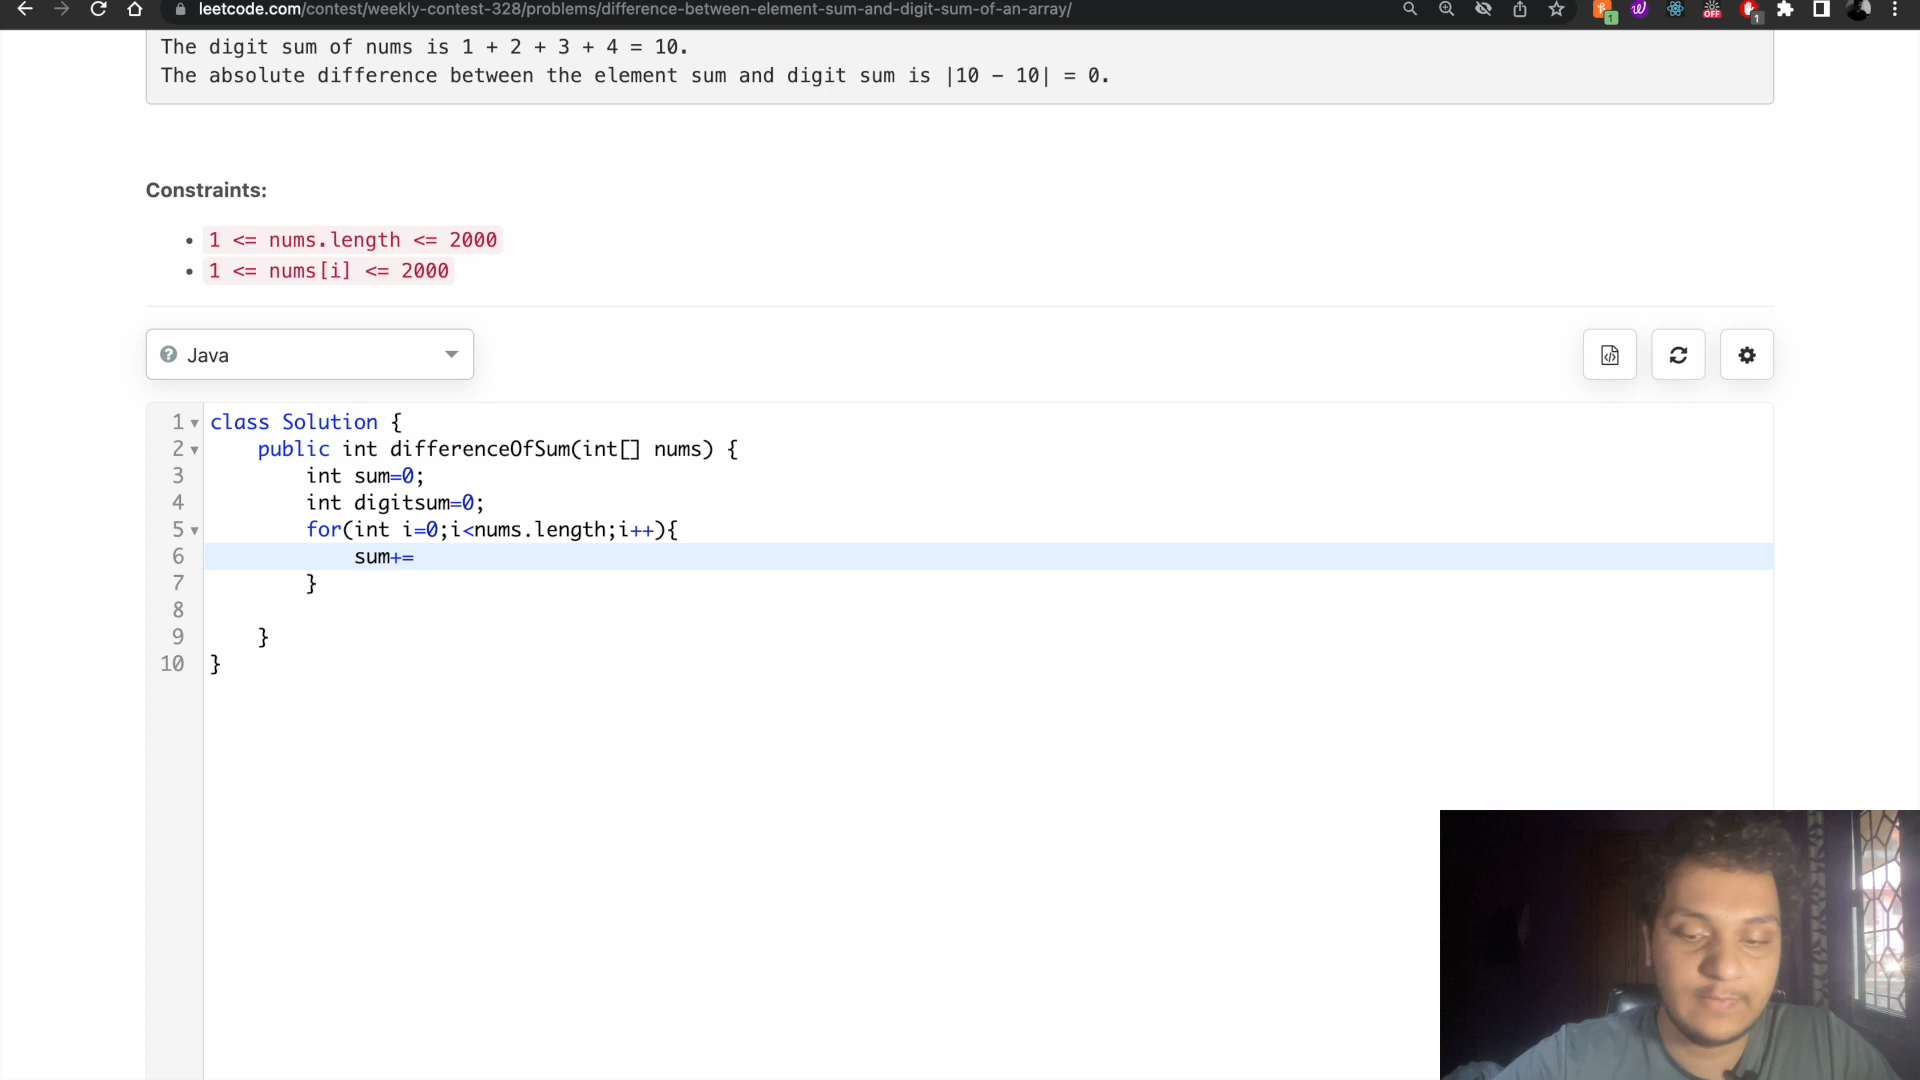 leetcode.com/contest/weekly-contest-328/problems/difference-between-element-sum-and-digit-sum-of-an-array/
OFF
1
1
The digit sum of nums is 1 + 2 + 3 + 4 = 10.
The absolute difference between the element sum and digit sum is |10 - 10| = 0.
Constraints:
• 1 <= nums.length <= 2000
• 1 <= nums[i] <= 2000
? Java
1 class Solution {
2 public int differenceOfSum(int[] nums) {
3 int sum=0;
4 int digitsum=0;
5 for(int i=0;i<nums.length;i++){
6 sum+=
7 }
8
9 }
10 }